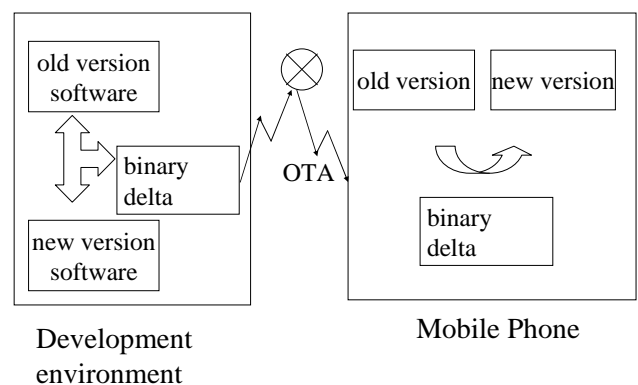 old version
software
binary
delta
new version
software
Development
environment
OTA
old version
new version
binary
delta
Mobile Phone